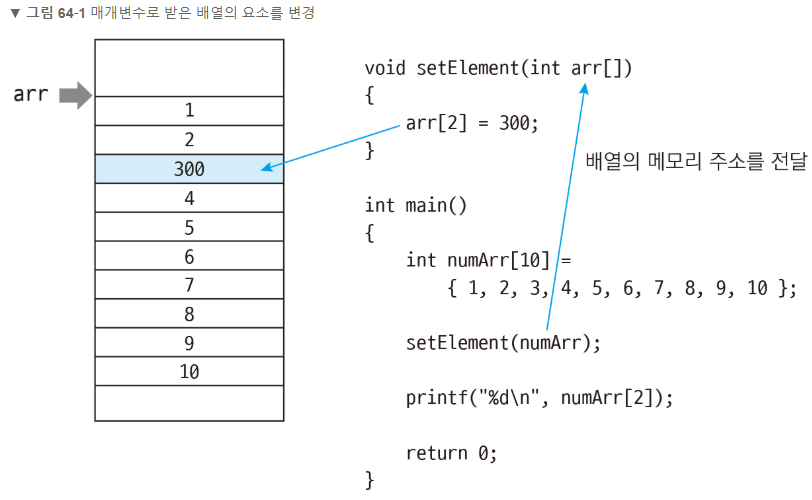 ▼ 그림 64-1 매개변수로 받은 배열의 요소를 변경
arr
1
2
300
4
5
6
7
8
9
10
void setElement(int arr[])
{
arr[2] = 300;
}
배열의 메모리 주소를 전달
int main()
{
int numArr[10] =
{ 1, 2, 3, 4, 5, 6, 7, 8, 9, 10 };
setElement(numArr);
printf("%d\n", numArr[2]);
return 0;
}